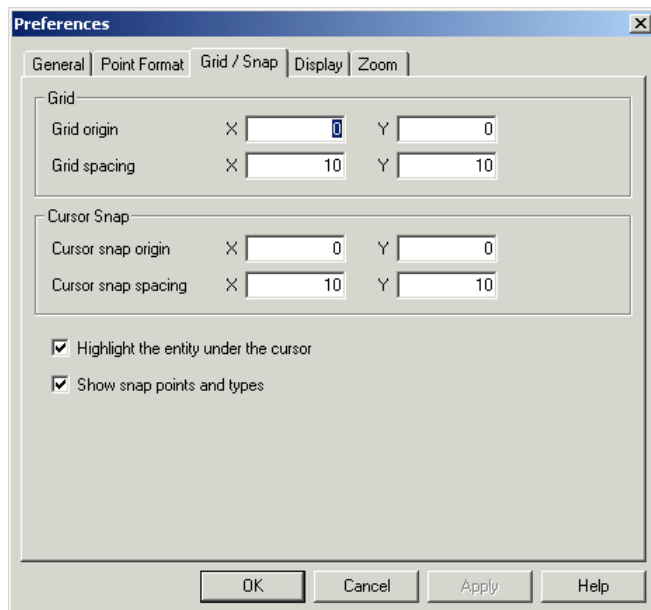 Preferences
General Point Format Grid / Snap Display Zoom
Grid
Grid origin X 0 Y 0
Grid spacing X 10 Y 10
Cursor Snap
Cursor snap origin X 0 Y 0
Cursor snap spacing X 10 Y 10
Highlight the entity under the cursor
Show snap points and types
OK Cancel Apply Help